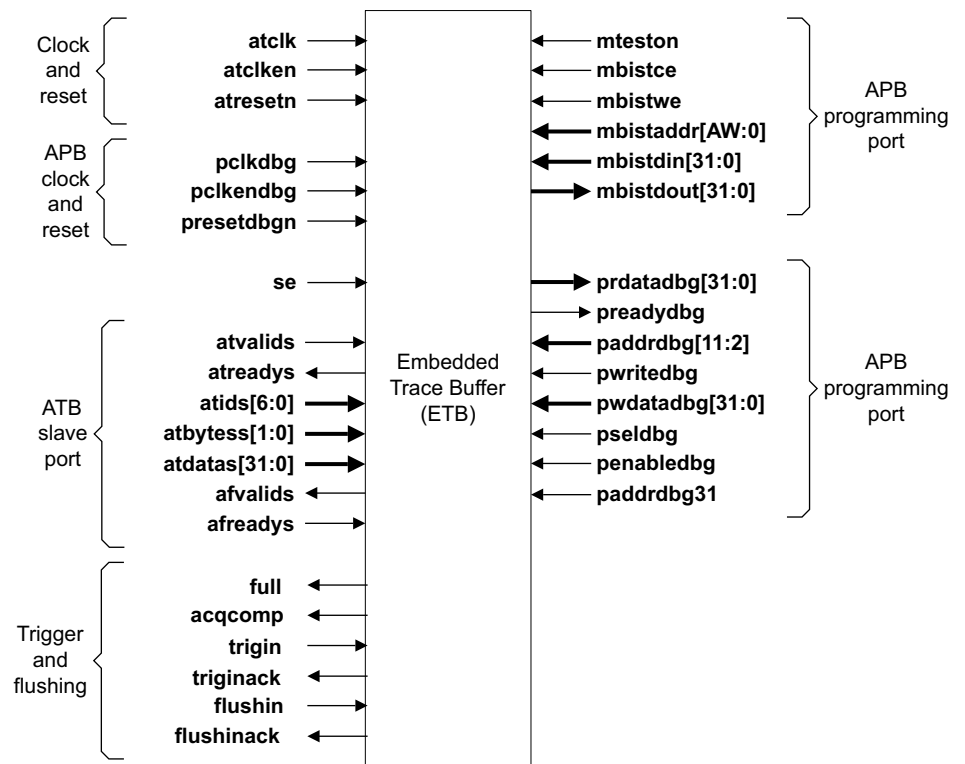 Clock
and
reset
atclk
atclken
atresetn
APB
clock
and
reset
pclkdbg
pclkendbg
presetdbgn
se
ATB
slave
port
atvalids
atreadys
atids[6:0]
atbytess[1:0]
atdatas[31:0]
afvalids
afreadys
Trigger
and
flushing
full
acqcomp
trigin
triginack
flushin
flushinack
Embedded
Trace Buffer
(ETB)
mteston
mbistce
mbistwe
mbistaddr[AW:0]
mbistdin[31:0]
mbistdout[31:0]
APB
programming
port
prdatadbg[31:0]
preadydbg
paddrdbg[11:2]
pwritedbg
pwdatadbg[31:0]
pseldbg
penabledbg
paddrdbg31
APB
programming
port